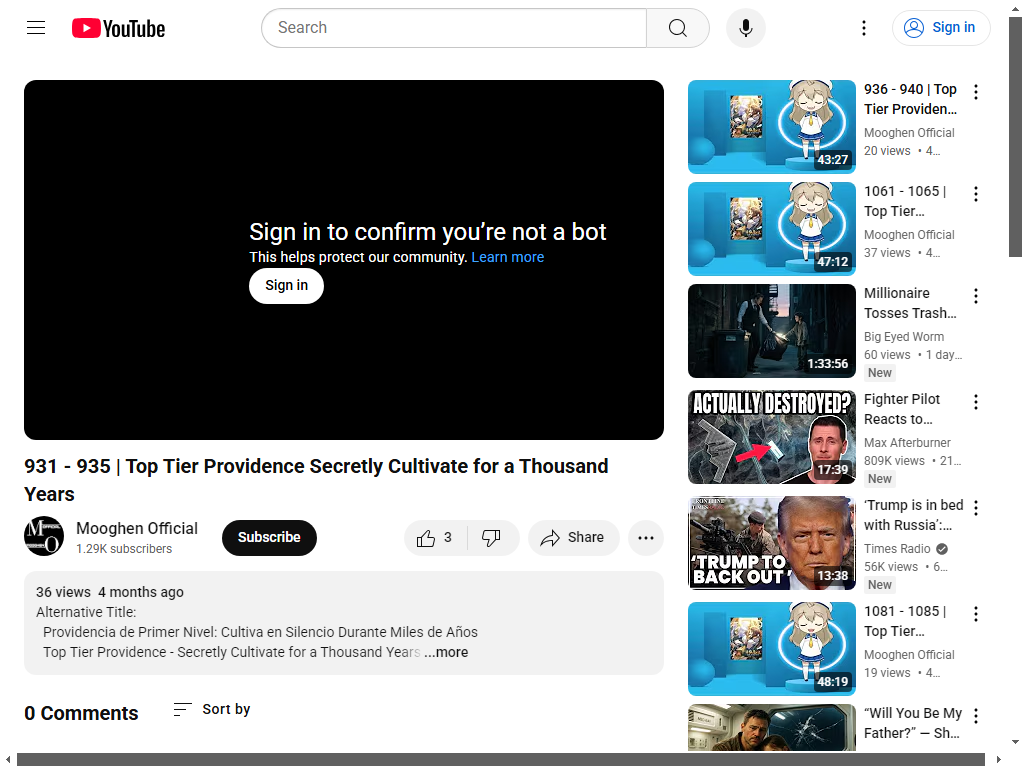 YouTube
Search
Sign in
Sign in to confirm you’re not a bot
This helps protect our community. Learn more
Sign in
931 - 935 | Top Tier Providence Secretly Cultivate for a Thousand
Years
Mooghen Official
1.29K subscribers
Subscribe
3
Share
36 views 4 months ago
Alternative Title:
Providencia de Primer Nivel: Cultiva en Silencio Durante Miles de Años
Top Tier Providence - Secretly Cultivate for a Thousand Years ...more
0 Comments
Sort by
43:27
936 - 940 | Top
Tier Providen…
Mooghen Official
20 views • 4…
47:12
1061 - 1065 |
Top Tier…
Mooghen Official
37 views • 4…
1:33:56
Millionaire
Tosses Trash…
Big Eyed Worm
60 views • 1 day…
New
ACTUALLY DESTROYED?
17:39
Fighter Pilot
Reacts to…
Max Afterburner
809K views • 21…
New
FRONTLINE
TIMES
‘TRUMP TO
BACK OUT’
13:38
‘Trump is in bed
with Russia’:…
Times Radio
56K views • 6…
New
48:19
1081 - 1085 |
Top Tier…
Mooghen Official
19 views • 4…
“Will You Be My
Father?” — Sh…